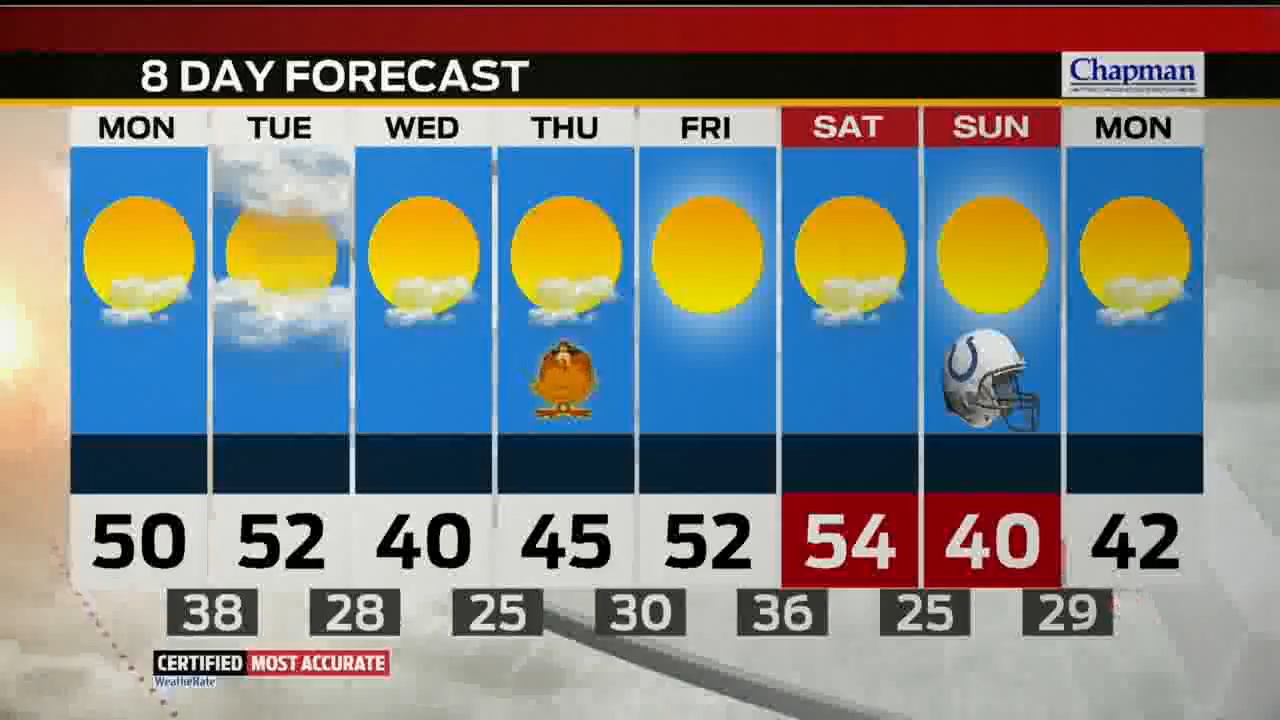 8 DAY FORECAST
Chapman
MON TUE WED THU FRI SAT SUN MON
50 52 40 45 52 54 40 42
38 28 25 30 36 25 29
CERTIFIED MOST ACCURATE
WeatheRate